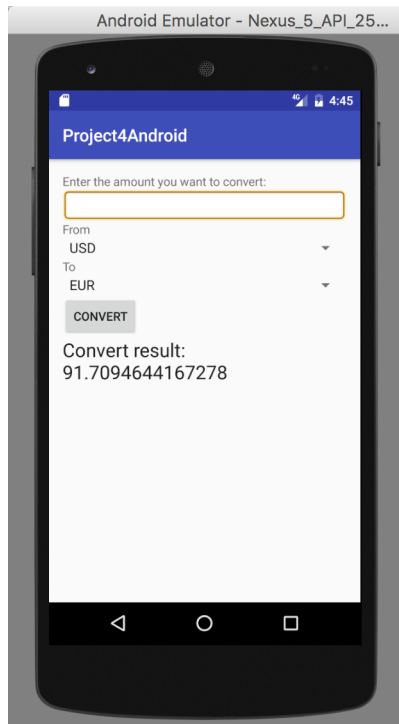 Android Emulator - Nexus_5_API_25...
4G 4:45
Project4Android
Enter the amount you want to convert:
From
USD
To
EUR
CONVERT
Convert result:
91.7094644167278